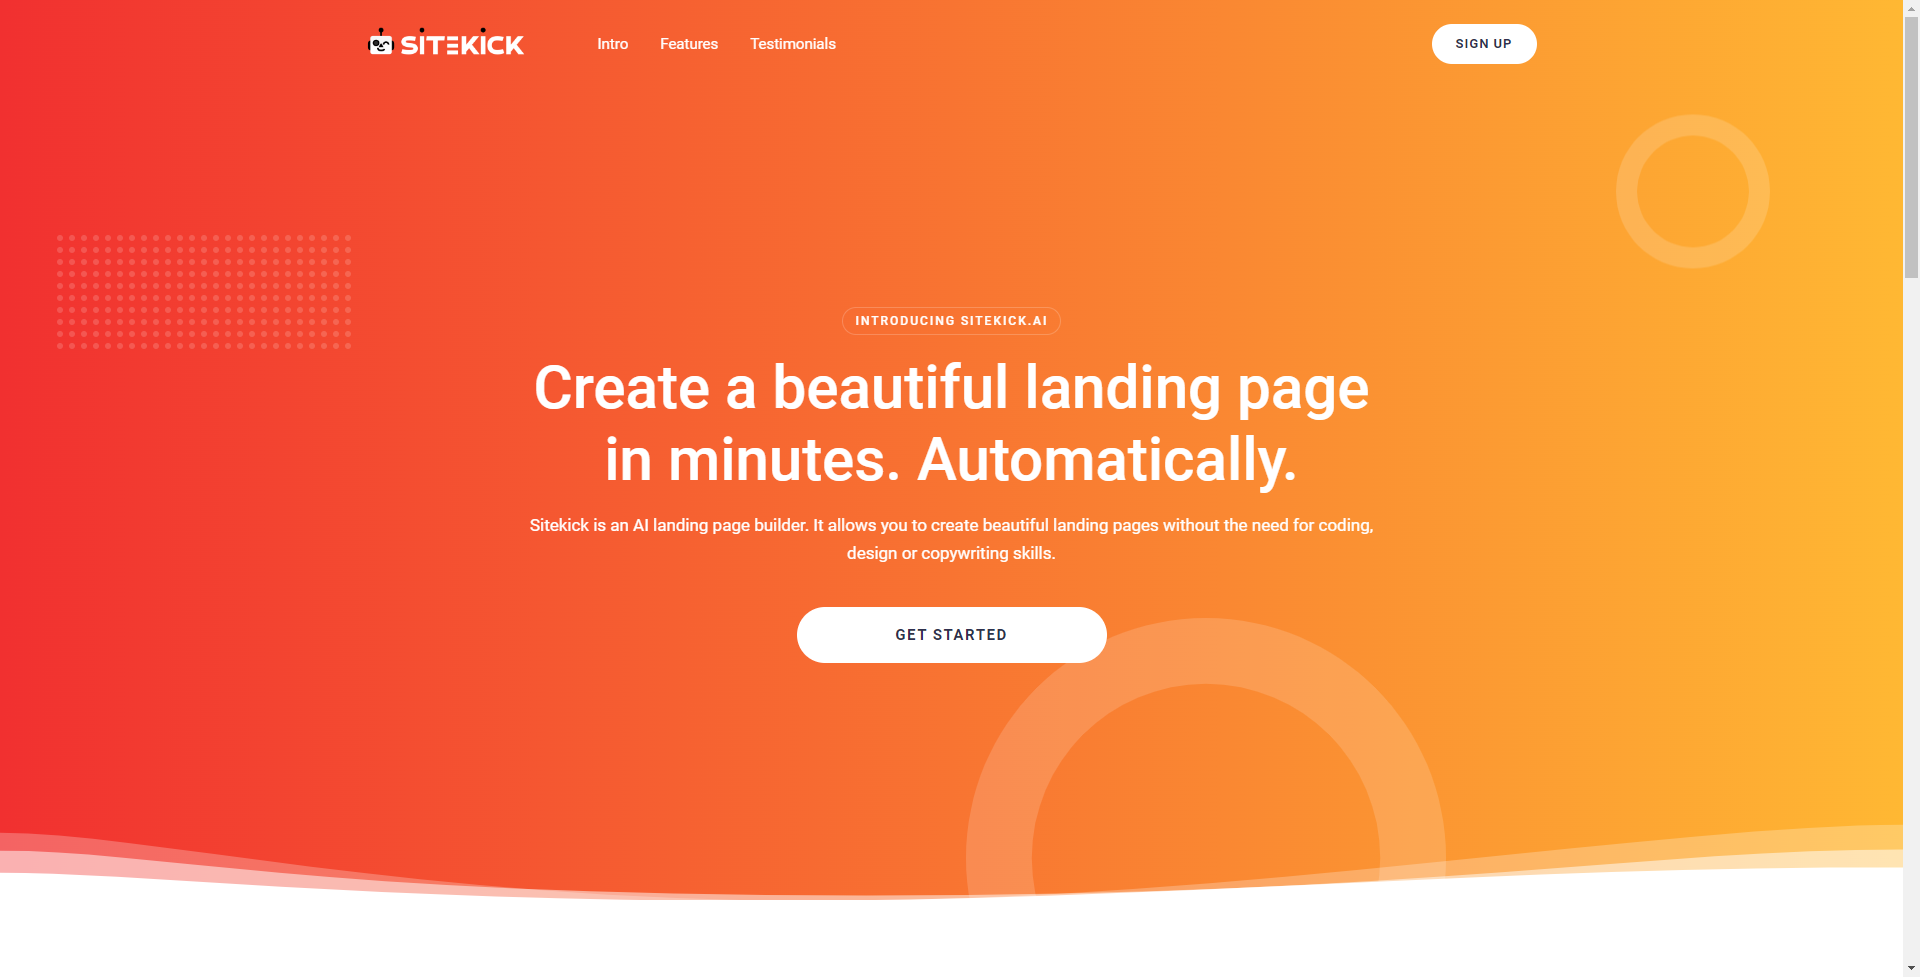 SITEKICK
Intro Features Testimonials
SIGN UP
INTRODUCING SITEKICK.AI
Create a beautiful landing page
in minutes. Automatically.
Sitekick is an AI landing page builder. It allows you to create beautiful landing pages without the need for coding,
design or copywriting skills.
GET STARTED